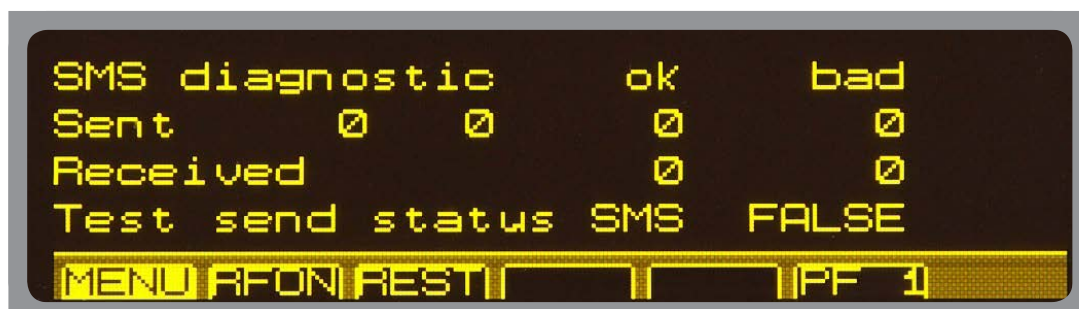 SMS diagnostic ok bad
Sent 0 0 0 0
Received 0 0
Test send status SMS FALSE
MENU RFON REST PF 1